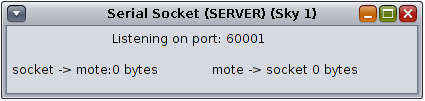 Serial Socket (SERVER) (Sky 1)
Listening on port: 60001
socket -> mote:0 bytes mote -> socket 0 bytes